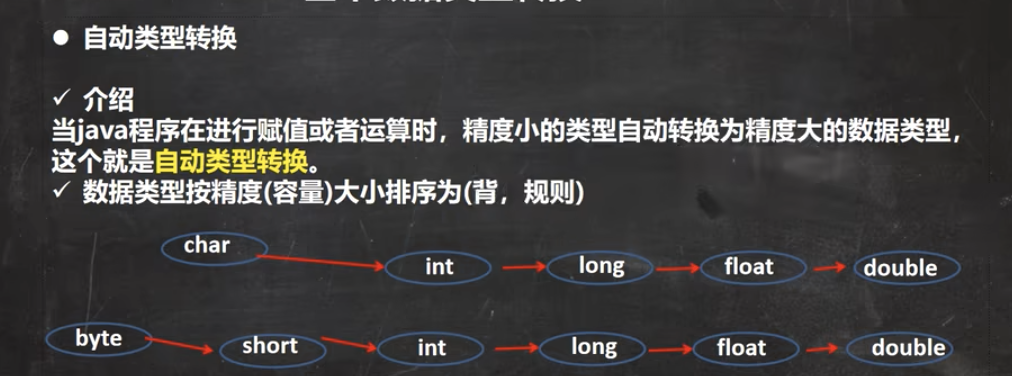 ● 自动类型转换
✓ 介绍
当java程序在进行赋值或者运算时，精度小的类型自动转换为精度大的数据类型，
这个就是自动类型转换。
✓ 数据类型按精度(容量)大小排序为(背，规则)
char int long float double
byte short int long float double